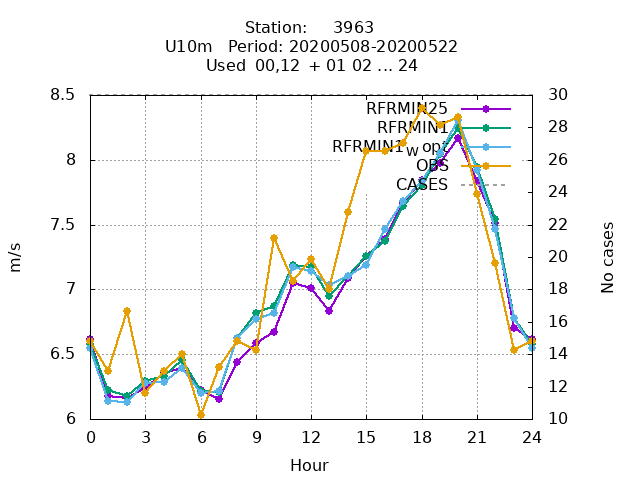 Station: 3963
U10m Period: 20200508-20200522
Used 00,12 + 01 02 ... 24
8.5
8
7.5
7
6.5
6
30
28
26
24
22
20
18
16
14
12
10
RFRMIN25
RFRMIN1
RFRMIN1w opt
OBS
CASES
m/s
No cases
0 3 6 9 12 15 18 21 24
Hour